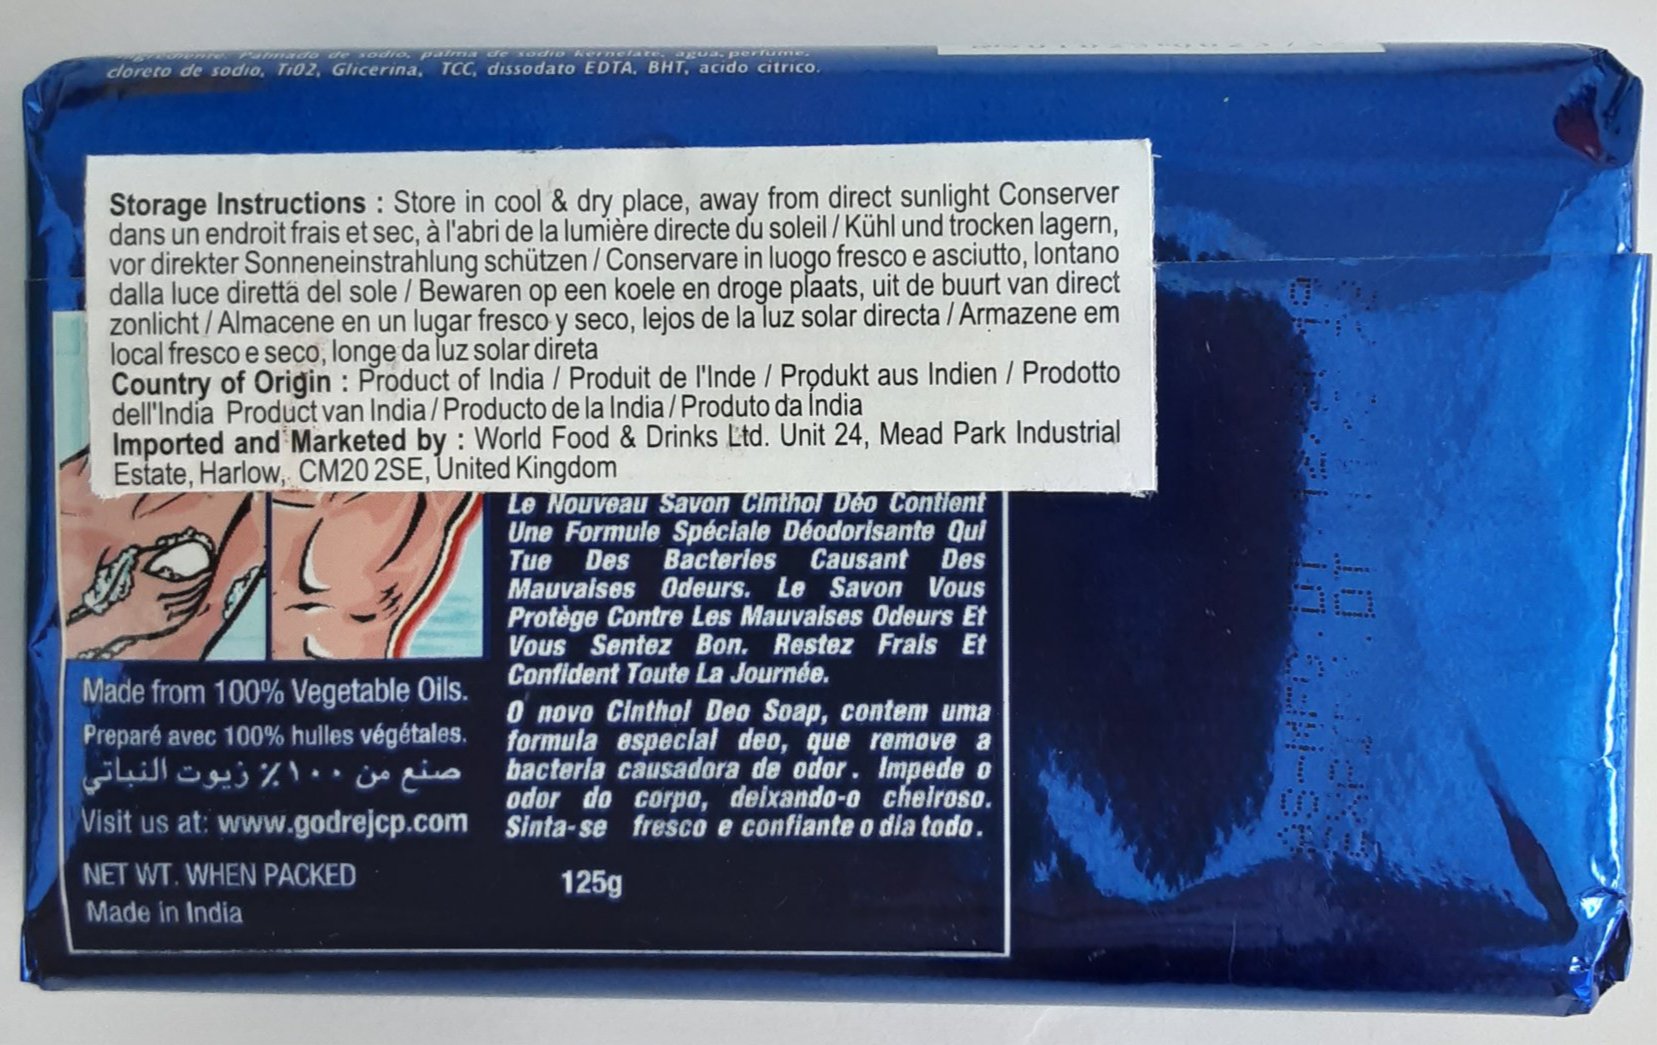 Palmado de sodio, palma de sodio kernelate, agua, perfume,
cloreto de sodio, TiO2, Glicerina, TCC, dissodato EDTA, BHT, acido citrico.
Storage Instructions : Store in cool & dry place, away from direct sunlight Conserver
dans un endroit frais et sec, à l'abri de la lumière directe du soleil / Kühl und trocken lagern,
vor direkter Sonneneinstrahlung schützen / Conservare in luogo fresco e asciutto, lontano
dalla luce diretta del sole / Bewaren op een koele en droge plaats, uit de buurt van direct
zonlicht / Almacene en un lugar fresco y seco, lejos de la luz solar directa / Armazene em
local fresco e seco, longe da luz solar direta
Country of Origin : Product of India / Produit de l'Inde / Produkt aus Indien / Prodotto
dell'India Product van India / Producto de la India / Produto da Índia
Imported and Marketed by : World Food & Drinks Ltd. Unit 24, Mead Park Industrial
Estate, Harlow, CM20 2SE, United Kingdom
Le Nouveau Savon Cinthol Déo Contient
Une Formule Spéciale Déodorisante Qui
Tue Des Bacteries Causant Des
Mauvaises Odeurs. Le Savon Vous
Protège Contre Les Mauvaises Odeurs Et
Vous Sentez Bon. Restez Frais Et
Confident Toute La Journée.
O novo Cinthol Deo Soap, contem uma
formula especial deo, que remove a
bacteria causadora de odor. Impede o
odor do corpo, deixando-o cheiroso.
Sinta-se fresco e confiante o dia todo.
Made from 100% Vegetable Oils.
Preparé avec 100% huiles végétales.
صنع من ١٠٠٪ زيوت النباتي
Visit us at: www.godrejcp.com
NET WT. WHEN PACKED 125g
Made in India